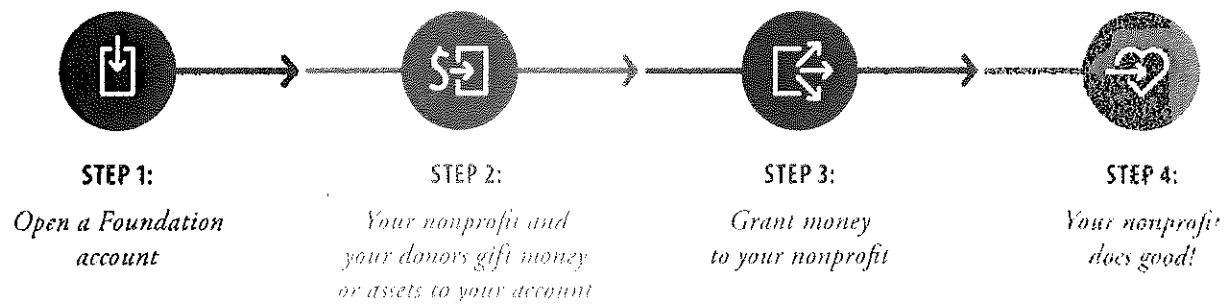 STEP 1:
Open a Foundation
account
STEP 2:
Your nonprofit and
your donors gift money
or assets to your account
STEP 3:
Grant money
to your nonprofit
STEP 4:
Your nonprofit
does good!